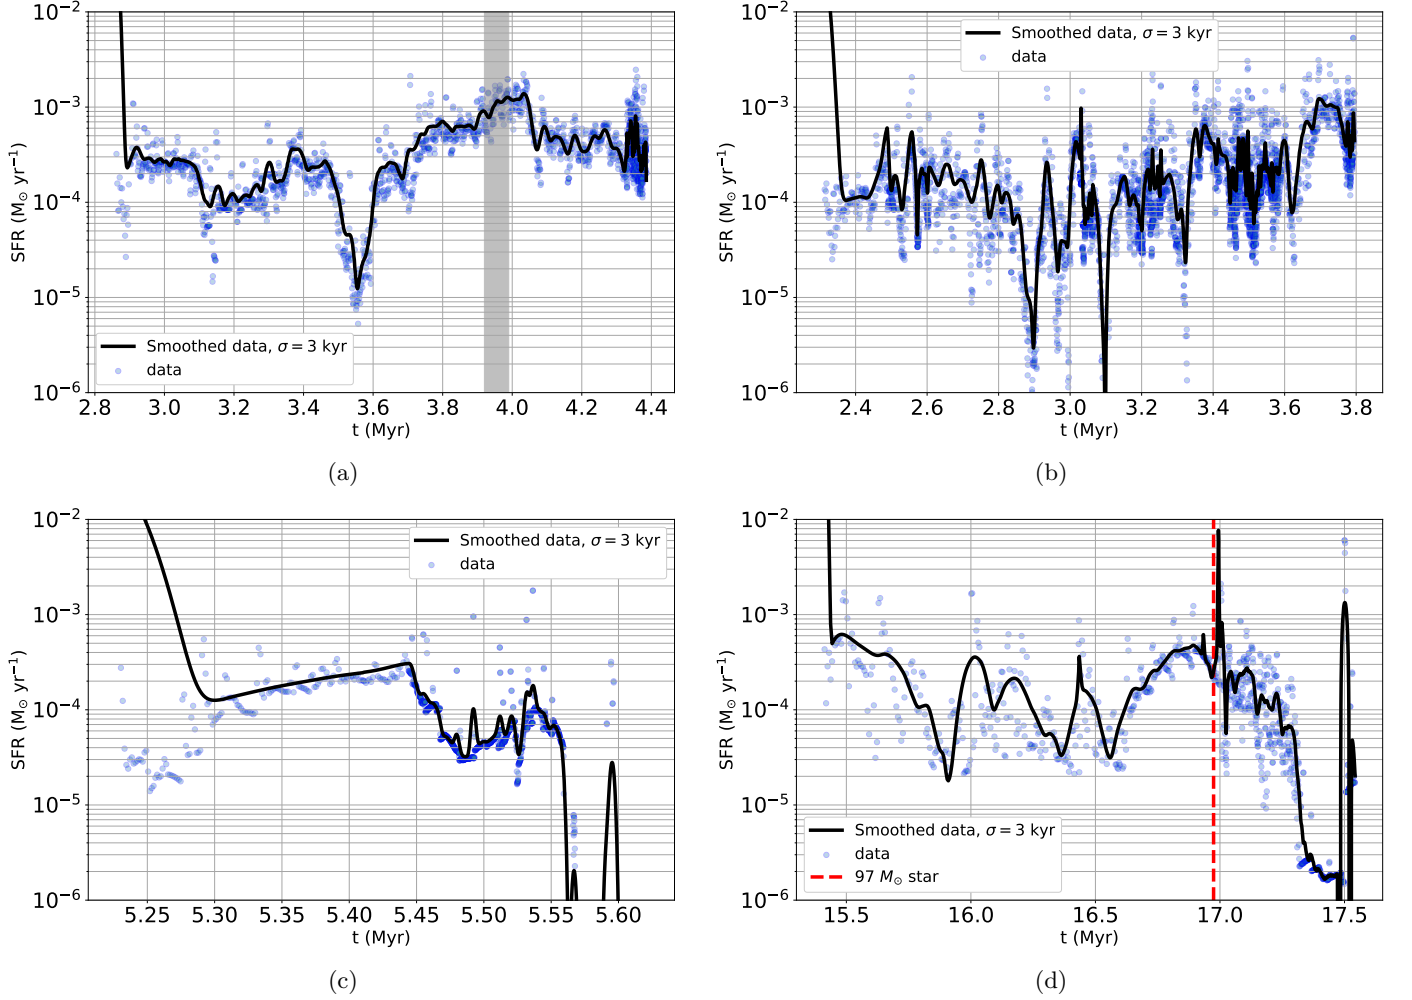 10⁻²
10⁻³
10⁻⁴
10⁻⁵
10⁻⁶
SFR (M⊙ yr⁻¹)
Smoothed data, σ = 3 kyr
data
2.8 3.0 3.2 3.4 3.6 3.8 4.0 4.2 4.4
t (Myr)
(a)
10⁻²
10⁻³
10⁻⁴
10⁻⁵
10⁻⁶
SFR (M⊙ yr⁻¹)
Smoothed data, σ = 3 kyr
data
2.4 2.6 2.8 3.0 3.2 3.4 3.6 3.8
t (Myr)
(b)
10⁻²
10⁻³
10⁻⁴
10⁻⁵
10⁻⁶
SFR (M⊙ yr⁻¹)
Smoothed data, σ = 3 kyr
data
5.25 5.30 5.35 5.40 5.45 5.50 5.55 5.60
t (Myr)
(c)
10⁻²
10⁻³
10⁻⁴
10⁻⁵
10⁻⁶
SFR (M⊙ yr⁻¹)
Smoothed data, σ = 3 kyr
data
97 M⊙ star
15.5 16.0 16.5 17.0 17.5
t (Myr)
(d)